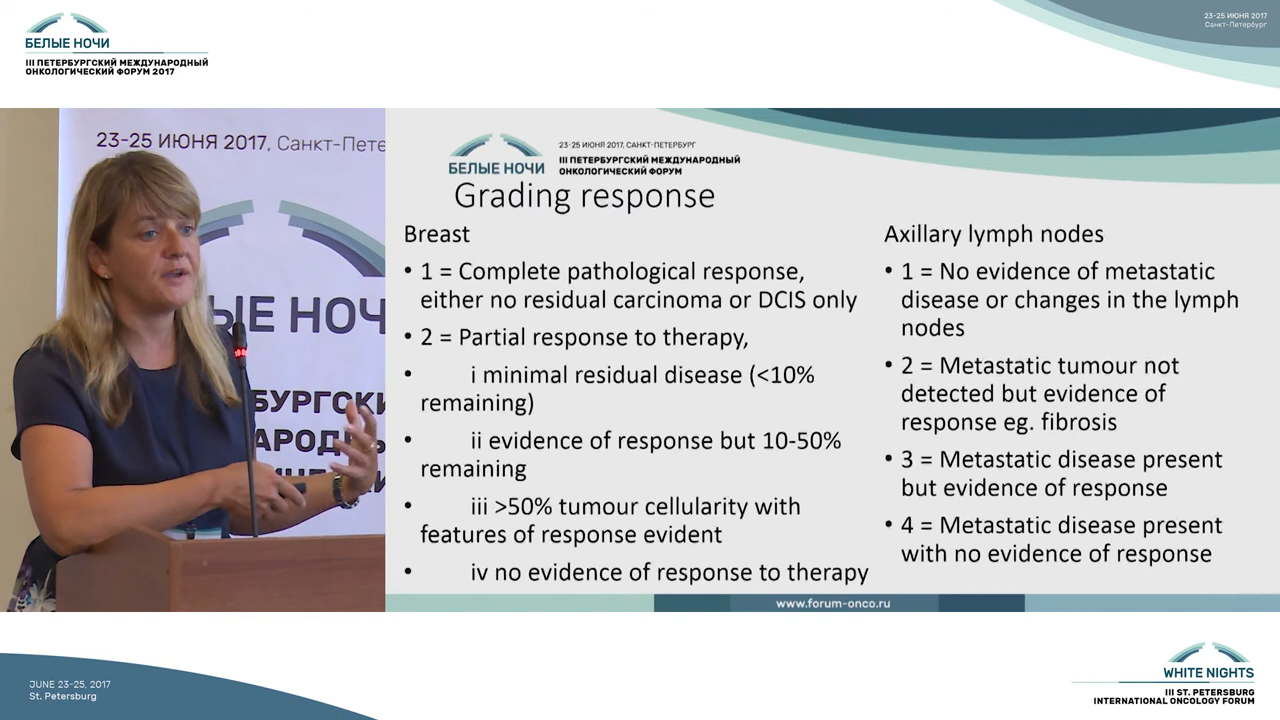 БЕЛЫЕ НОЧИ
III ПЕТЕРБУРГСКИЙ МЕЖДУНАРОДНЫЙ
ОНКОЛОГИЧЕСКИЙ ФОРУМ 2017
23-25 ИЮНЯ 2017
Санкт-Петербург
23-25 ИЮНЯ 2017, Санкт-Пете
ЫЕ НОЧ
БУРГСКИ
АРОДН
23-25 ИЮНЯ 2017, САНКТ-ПЕТЕРБУРГ
БЕЛЫЕ НОЧИ
III ПЕТЕРБУРГСКИЙ МЕЖДУНАРОДНЫЙ
ОНКОЛОГИЧЕСКИЙ ФОРУМ
Grading response
Breast
• 1 = Complete pathological response,
either no residual carcinoma or DCIS only
• 2 = Partial response to therapy,
• i minimal residual disease (<10%
remaining)
• ii evidence of response but 10-50%
remaining
• iii >50% tumour cellularity with
features of response evident
• iv no evidence of response to therapy
Axillary lymph nodes
• 1 = No evidence of metastatic
disease or changes in the lymph
nodes
• 2 = Metastatic tumour not
detected but evidence of
response eg. fibrosis
• 3 = Metastatic disease present
but evidence of response
• 4 = Metastatic disease present
with no evidence of response
www.forum-onco.ru
JUNE 23-25, 2017
St. Petersburg
WHITE NIGHTS
III ST. PETERSBURG
INTERNATIONAL ONCOLOGY FORUM